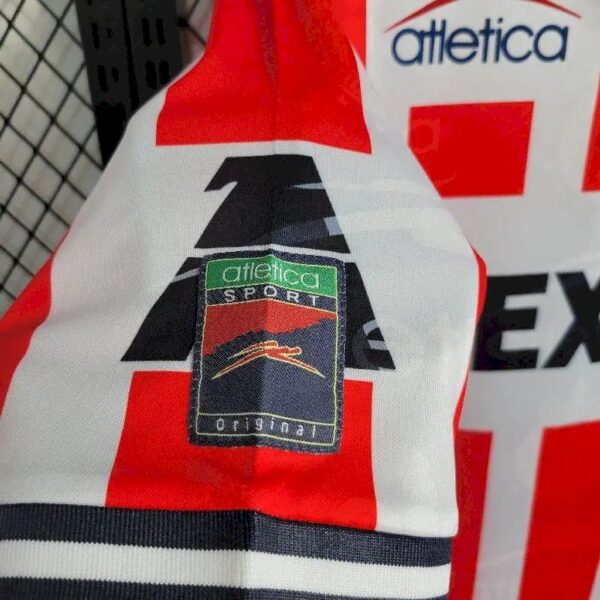 atletica
atletica
SPORT
Original
EX